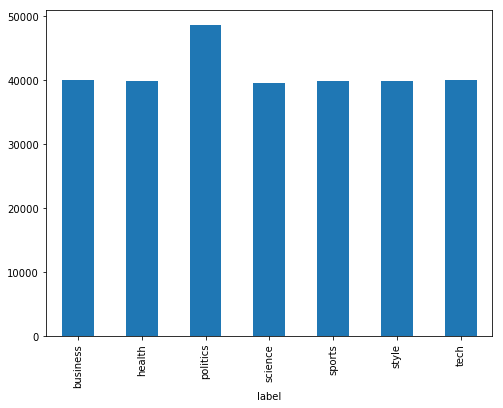 50000
40000
30000
20000
10000
0
business
health
politics
science
sports
style
tech
label